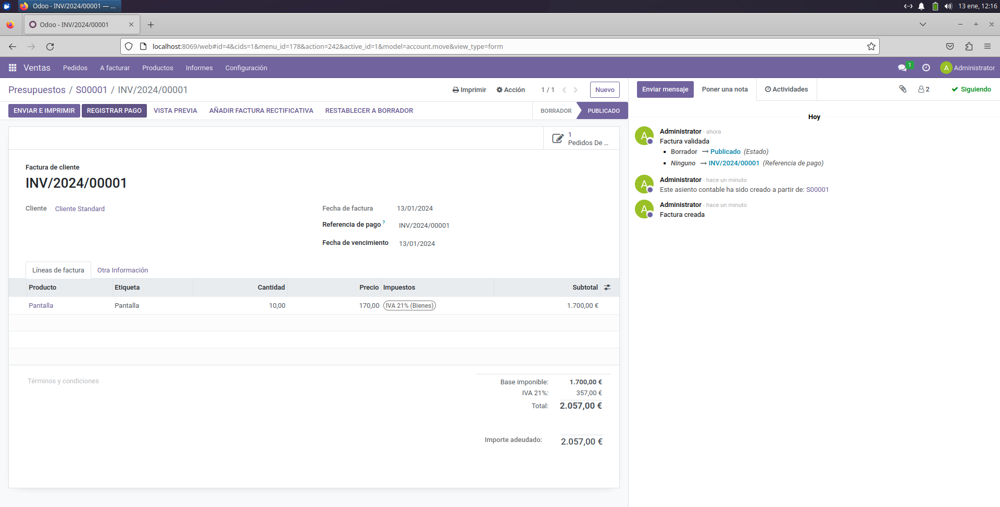 Odoo - INV/2024/00001 — ...
13 ene, 12:16
Odoo - INV/2024/00001
localhost:8069/web#id=4&cids=1&menu_id=178&action=242&active_id=1&model=account.move&view_type=form
Ventas Pedidos A facturar Productos Informes Configuración
1 A Administrator
Presupuestos / S00001 / INV/2024/00001
Imprimir Acción 1 / 1 Nuevo
Enviar mensaje Poner una nota Actividades 2 Siguiendo
ENVIAR E IMPRIMIR REGISTRAR PAGO VISTA PREVIA AÑADIR FACTURA RECTIFICATIVA RESTABLECER A BORRADOR
BORRADOR PUBLICADO
1
Pedidos De ...
Factura de cliente
INV/2024/00001
Cliente Cliente Standard
Fecha de factura 13/01/2024
Referencia de pago ? INV/2024/00001
Fecha de vencimiento 13/01/2024
Líneas de factura Otra Información
Producto Etiqueta Cantidad Precio Impuestos Subtotal
Pantalla Pantalla 10,00 170,00 IVA 21% (Bienes) 1.700,00 €
Términos y condiciones
Base imponible: 1.700,00 €
IVA 21%: 357,00 €
Total: 2.057,00 €
Importe adeudado: 2.057,00 €
Hoy
A Administrator - ahora
Factura validada
• Borrador → Publicado (Estado)
• Ninguno → INV/2024/00001 (Referencia de pago)
A Administrator - hace un minuto
Este asiento contable ha sido creado a partir de: S00001
A Administrator - hace un minuto
Factura creada